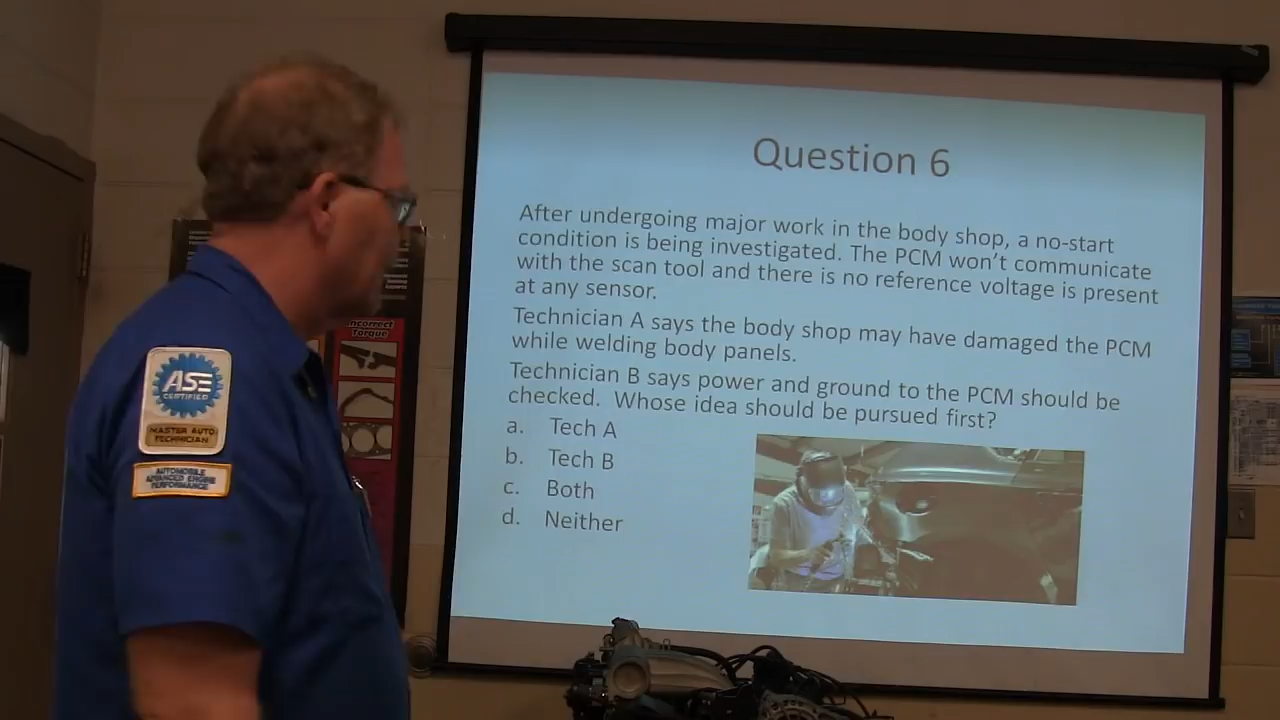 Question 6
After undergoing major work in the body shop, a no-start
condition is being investigated. The PCM won't communicate
with the scan tool and there is no reference voltage is present
at any sensor.
Technician A says the body shop may have damaged the PCM
while welding body panels.
Technician B says power and ground to the PCM should be
checked. Whose idea should be pursued first?
a. Tech A
b. Tech B
c. Both
d. Neither
ASE
CERTIFIED
MASTER AUTO
TECHNICIAN
AUTOMOBILE
ADVANCED ENGINE
PERFORMANCE
Incorrect
Torque